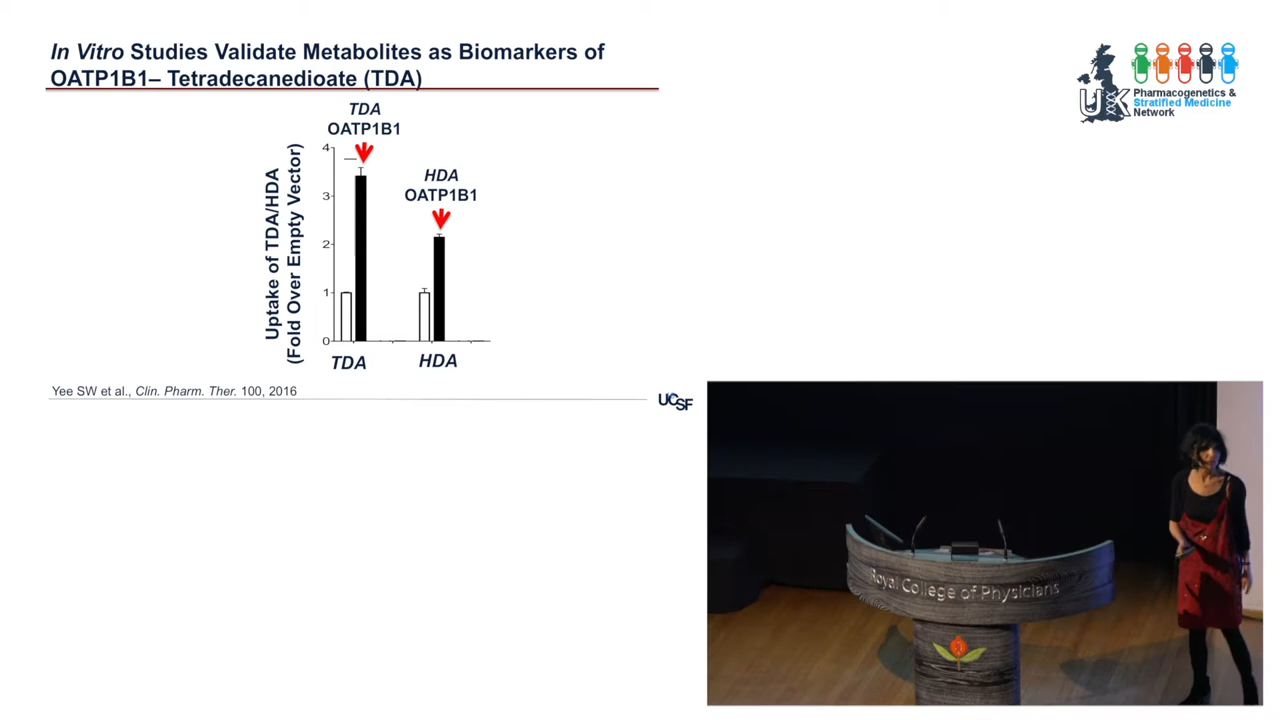 In Vitro Studies Validate Metabolites as Biomarkers of
OATP1B1– Tetradecanedioate (TDA)
UK
Pharmacogenetics &
Stratified Medicine
Network
TDA
OATP1B1
HDA
OATP1B1
Uptake of TDA/HDA
(Fold Over Empty Vector)
4
3
2
1
0
TDA
HDA
Yee SW et al., Clin. Pharm. Ther. 100, 2016
UCSF
Royal College of Physicians